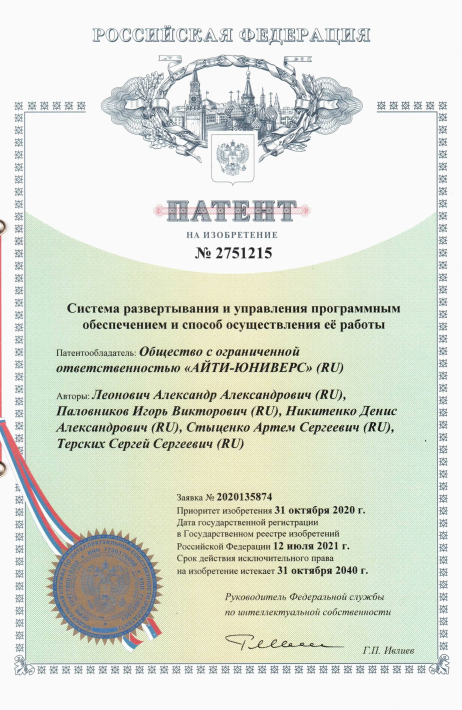 РОССИЙСКАЯ ФЕДЕРАЦИЯ
ПАТЕНТ
НА ИЗОБРЕТЕНИЕ
№ 2751215
Система развертывания и управления программным
обеспечением и способ осуществления её работы
Патентообладатель: Общество с ограниченной
ответственностью «АЙТИ-ЮНИВЕРС» (RU)
Авторы: Леонович Александр Александрович (RU),
Паловников Игорь Викторович (RU), Никитенко Денис
Александрович (RU), Стыценко Артем Сергеевич (RU),
Терских Сергей Сергеевич (RU)
Заявка № 2020135874
Приоритет изобретения 31 октября 2020 г.
Дата государственной регистрации
в Государственном реестре изобретений
Российской Федерации 12 июля 2021 г.
Срок действия исключительного права
на изобретение истекает 31 октября 2040 г.
Руководитель Федеральной службы
по интеллектуальной собственности
Г.П. Ивлиев